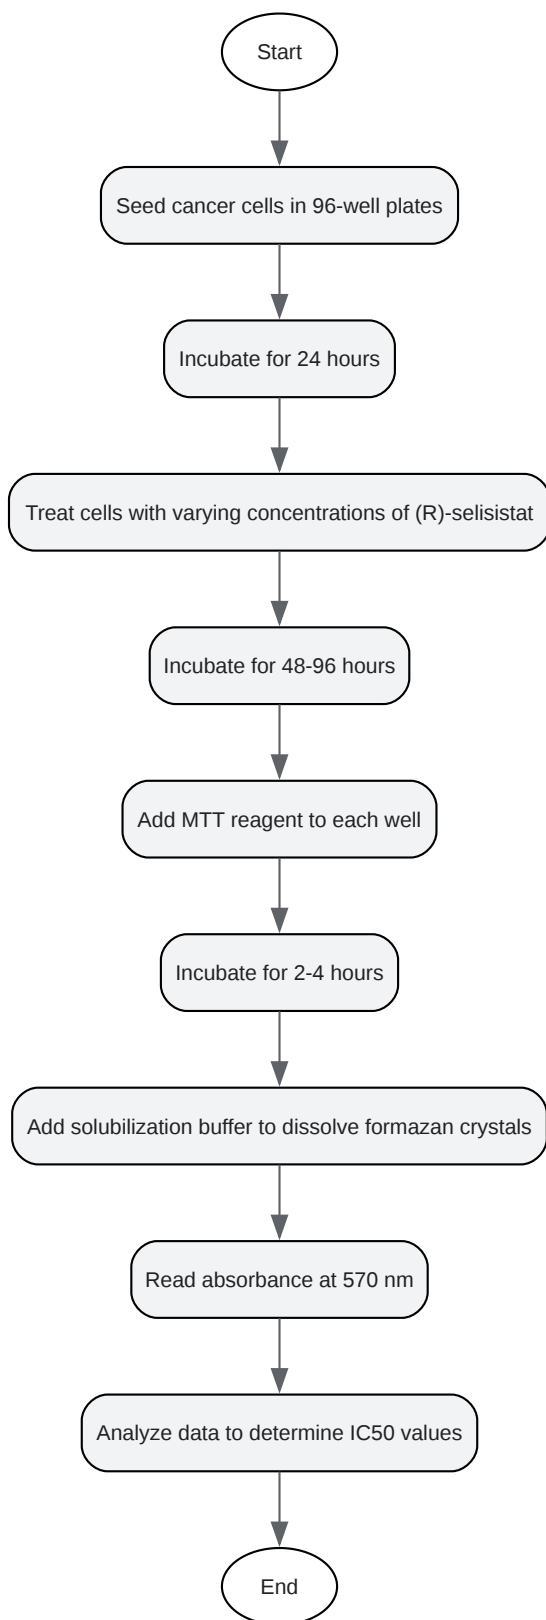 Start
Seed cancer cells in 96-well plates
Incubate for 24 hours
Treat cells with varying concentrations of (R)-selisistat
Incubate for 48-96 hours
Add MTT reagent to each well
Incubate for 2-4 hours
Add solubilization buffer to dissolve formazan crystals
Read absorbance at 570 nm
Analyze data to determine IC50 values
End